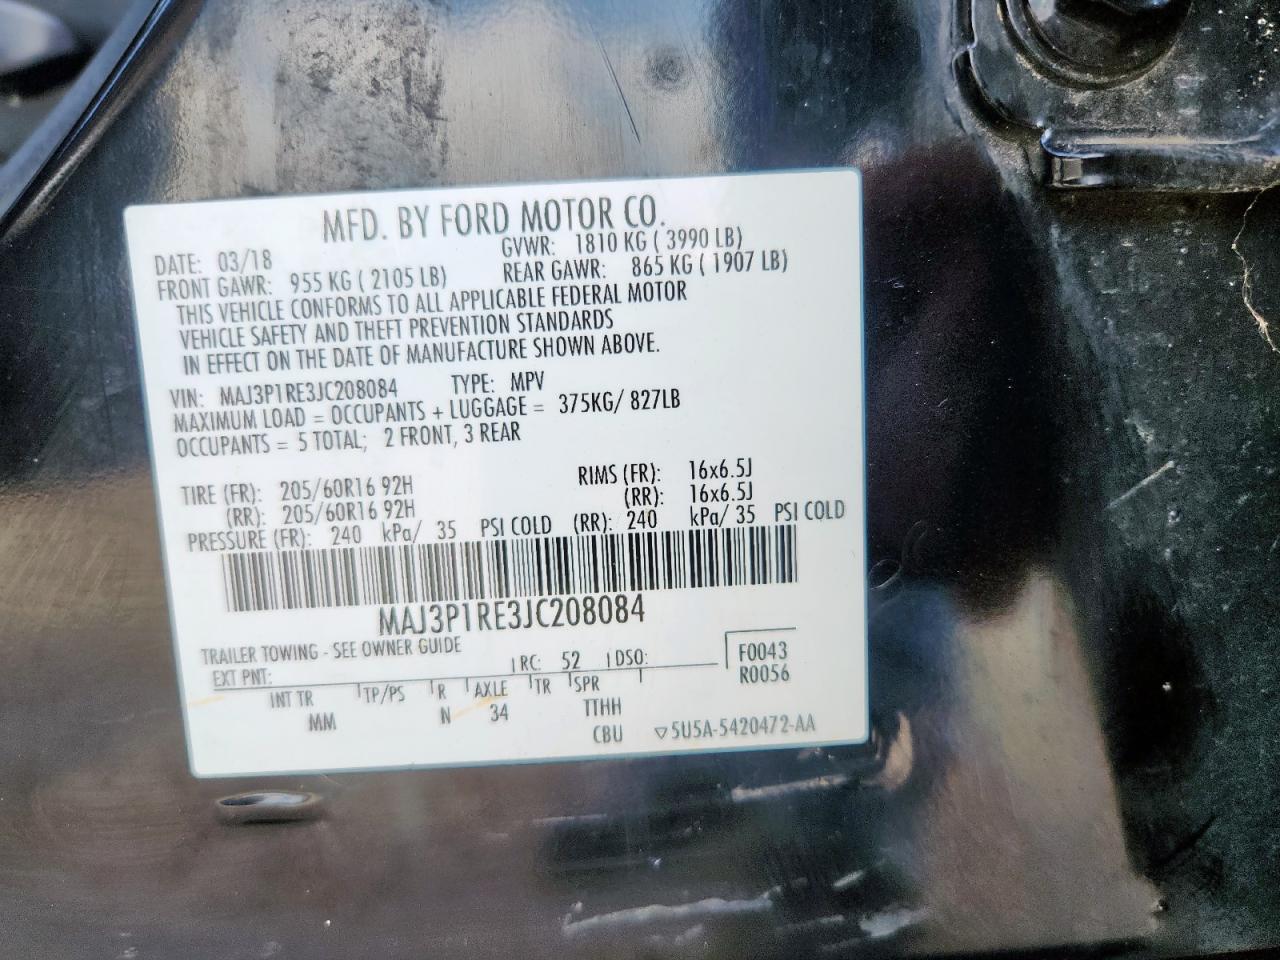 MFD. BY FORD MOTOR CO.
DATE: 03/18 GVWR: 1810 KG ( 3990 LB)
FRONT GAWR: 955 KG ( 2105 LB) REAR GAWR: 865 KG ( 1907 LB)
THIS VEHICLE CONFORMS TO ALL APPLICABLE FEDERAL MOTOR
VEHICLE SAFETY AND THEFT PREVENTION STANDARDS
IN EFFECT ON THE DATE OF MANUFACTURE SHOWN ABOVE.
VIN: MAJ3P1RE3JC208084 TYPE: MPV
MAXIMUM LOAD = OCCUPANTS + LUGGAGE = 375KG/ 827LB
OCCUPANTS = 5 TOTAL; 2 FRONT, 3 REAR
TIRE (FR): 205/60R16 92H RIMS (FR): 16x6.5J
(RR): 205/60R16 92H (RR): 16x6.5J
PRESSURE (FR): 240 kPa/ 35 PSI COLD (RR): 240 kPa/ 35 PSI COLD
MAJ3P1RE3JC208084
TRAILER TOWING - SEE OWNER GUIDE
EXT PNT: RC: 52 DSO: F0043
R0056
INT TR TP/PS R AXLE TR SPR
MM N 34 TTHH
CBU ▽5U5A-5420472-AA